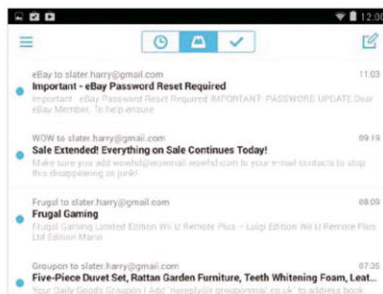 12:00
eBay to slater.harry@gmail.com 11:03
Important - eBay Password Reset Required
Important: eBay Password Reset Required IMPORTANT: PASSWORD UPDATE Dear
eBay Member, To help ensure
WOW to slater.harry@gmail.com 09:19
Sale Extended! Everything on Sale Continues Today!
Make sure you add wowhd@wowmail.wowhd.com to your e-mail contacts to stop
this disappearing as junk!
Frugal to slater.harry@gmail.com 08:09
Frugal Gaming
Frugal Gaming Limited Edition Wii U Remote Plus – Luigi Edition Wii U Remote Plus
Ltd Edition Mario
Groupon to slater.harry@gmail.com 07:35
Five-Piece Duvet Set, Rattan Garden Furniture, Teeth Whitening Foam, Leat...
Your Daily Goods Groupon | Add 'noreply@r.grouponmail.co.uk' to address book